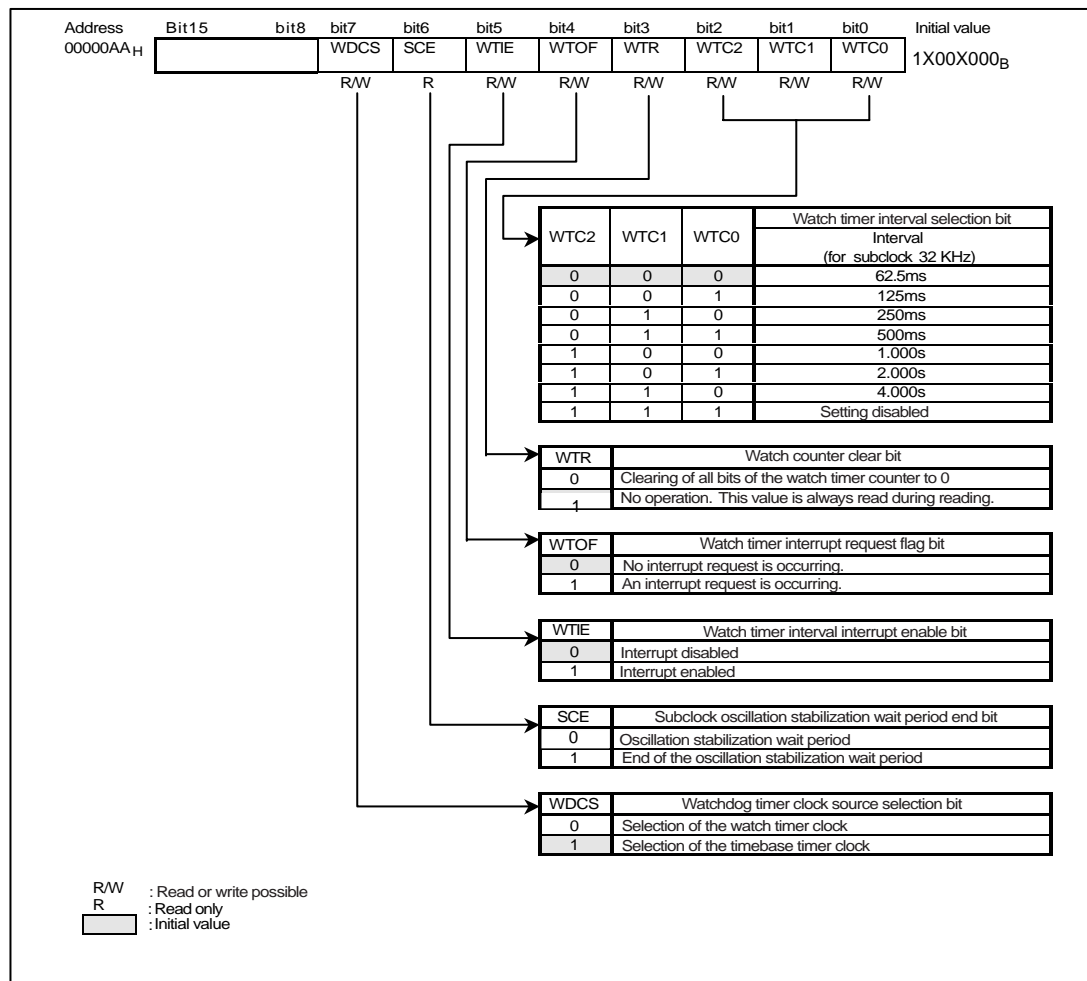 Address Bit15 bit8 bit7 bit6 bit5 bit4 bit3 bit2 bit1 bit0 Initial value
00000AA H WDCS SCE WTIE WTOF WTR WTC2 WTC1 WTC0 1X00X000B
R/W R R/W R/W R/W R/W R/W R/W
Watch timer interval selection bit
WTC2 WTC1 WTC0 Interval
(for subclock 32 KHz)
0 0 0 62.5ms
0 0 1 125ms
0 1 0 250ms
0 1 1 500ms
1 0 0 1.000s
1 0 1 2.000s
1 1 0 4.000s
1 1 1 Setting disabled
WTR Watch counter clear bit
0 Clearing of all bits of the watch timer counter to 0
1 No operation. This value is always read during reading.
WTOF Watch timer interrupt request flag bit
0 No interrupt request is occurring.
1 An interrupt request is occurring.
WTIE Watch timer interval interrupt enable bit
0 Interrupt disabled
1 Interrupt enabled
SCE Subclock oscillation stabilization wait period end bit
0 Oscillation stabilization wait period
1 End of the oscillation stabilization wait period
WDCS Watchdog timer clock source selection bit
0 Selection of the watch timer clock
1 Selection of the timebase timer clock
R/W : Read or write possible
R : Read only
: Initial value